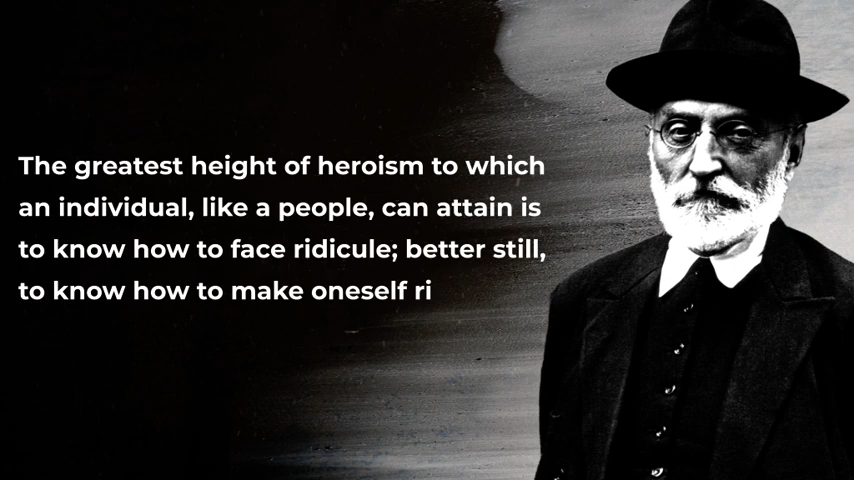 The greatest height of heroism to which
an individual, like a people, can attain is
to know how to face ridicule; better still,
to know how to make oneself ri